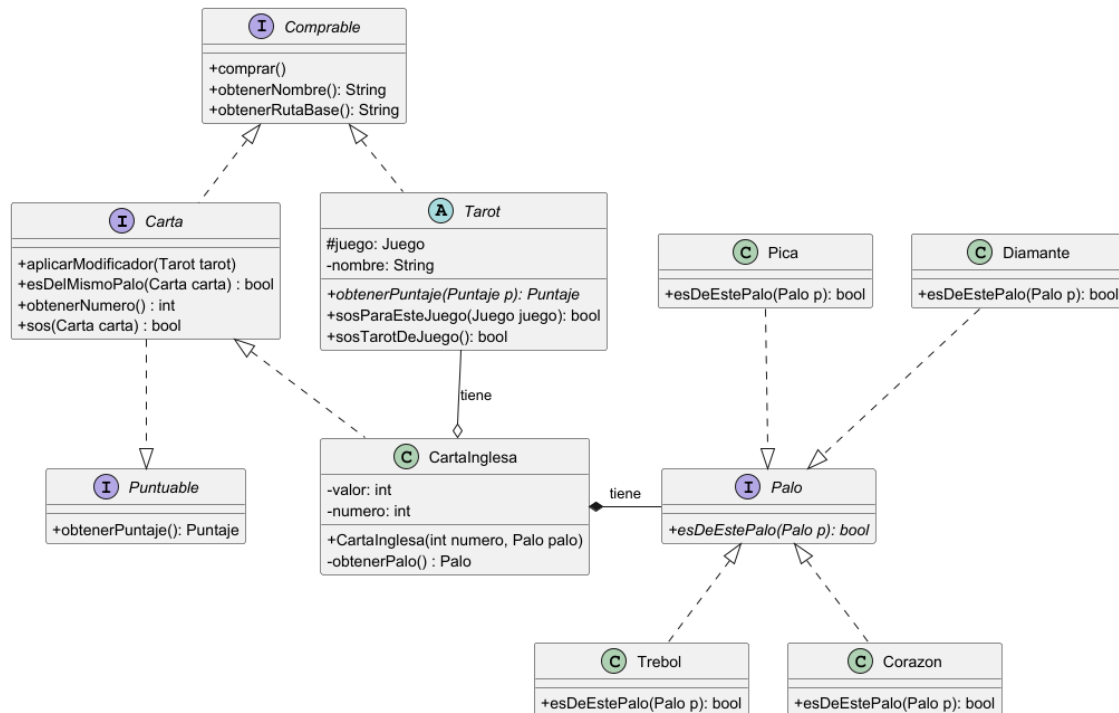 I Comprable
+comprar()
+obtenerNombre(): String
+obtenerRutaBase(): String
I Carta
+aplicarModificador(Tarot tarot)
+esDelMismoPalo(Carta carta) : bool
+obtenerNumero() : int
+sos(Carta carta) : bool
A Tarot
#juego: Juego
-nombre: String
+obtenerPuntaje(Puntaje p): Puntaje
+sosParaEsteJuego(Juego juego): bool
+sosTarotDeJuego(): bool
C Pica
+esDeEstePalo(Palo p): bool
C Diamante
+esDeEstePalo(Palo p): bool
tiene
I Puntuable
+obtenerPuntaje(): Puntaje
C CartaInglesa
-valor: int
-numero: int
+CartaInglesa(int numero, Palo palo)
-obtenerPalo() : Palo
tiene
I Palo
+esDeEstePalo(Palo p): bool
C Trebol
+esDeEstePalo(Palo p): bool
C Corazon
+esDeEstePalo(Palo p): bool